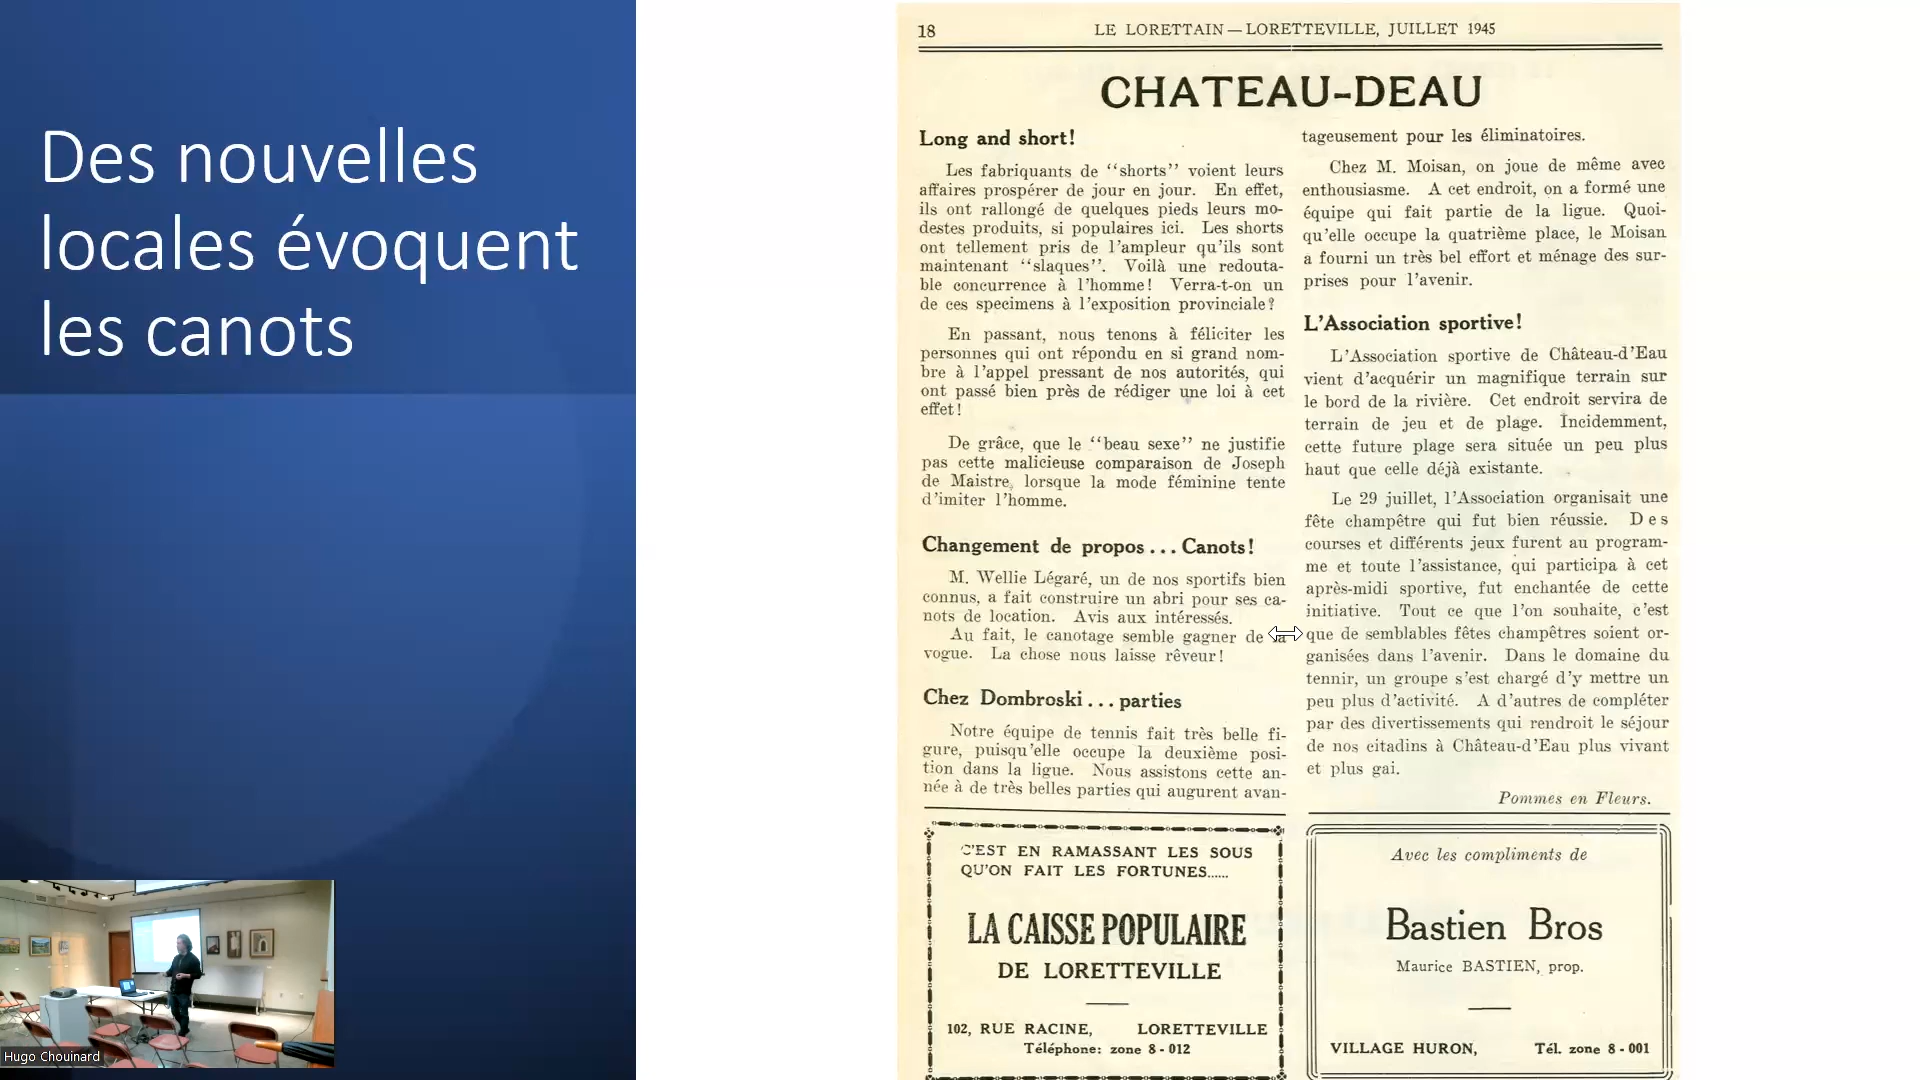 Des nouvelles
locales évoquent
les canots
18
LE LORETTAIN — LORETTEVILLE, JUILLET 1945
CHATEAU-DEAU
Long and short!
Les fabriquants de “shorts” voient leurs
affaires prospérer de jour en jour. En effet,
ils ont rallongé de quelques pieds leurs mo-
destes produits, si populaires ici. Les shorts
ont tellement pris de l’ampleur qu’ils sont
maintenant “slaques”. Voilà une redouta-
ble concurrence à l’homme! Verra-t-on un
de ces specimens à l’exposition provinciale?
En passant, nous tenons à féliciter les
personnes qui ont répondu en si grand nom-
bre à l’appel pressant de nos autorités, qui
ont passé bien près de rédiger une loi à cet
effet!
De grâce, que le “beau sexe” ne justifie
pas cette malicieuse comparaison de Joseph
de Maistre, lorsque la mode féminine tente
d’imiter l’homme.
Changement de propos . . . Canots!
M. Wellie Légaré, un de nos sportifs bien
connus, a fait construire un abri pour ses ca-
nots de location. Avis aux intéressés.
Au fait, le canotage semble gagner de la
vogue. La chose nous laisse rêveur!
Chez Dombroski . . . parties
Notre équipe de tennis fait très belle fi-
gure, puisqu’elle occupe la deuxième posi-
tion dans la ligue. Nous assistons cette an-
née à de très belles parties qui augurent avan-
tageusement pour les éliminatoires.
Chez M. Moisan, on joue de même avec
enthousiasme. A cet endroit, on a formé une
équipe qui fait partie de la ligue. Quoi-
qu’elle occupe la quatrième place, le Moisan
a fourni un très bel effort et ménage des sur-
prises pour l’avenir.
L’Association sportive!
L’Association sportive de Château-d’Eau
vient d’acquérir un magnifique terrain sur
le bord de la rivière. Cet endroit servira de
terrain de jeu et de plage. Incidemment,
cette future plage sera située un peu plus
haut que celle déjà existante.
Le 29 juillet, l’Association organisait une
fête champêtre qui fut bien réussie. Des
courses et différents jeux furent au program-
me et toute l’assistance, qui participa à cet
après-midi sportive, fut enchantée de cette
initiative. Tout ce que l’on souhaite, c’est
que de semblables fêtes champêtres soient or-
ganisées dans l’avenir. Dans le domaine du
tennir, un groupe s’est chargé d’y mettre un
peu plus d’activité. A d’autres de compléter
par des divertissements qui rendroit le séjour
de nos citadins à Château-d’Eau plus vivant
et plus gai.
Pommes en Fleurs.
C’EST EN RAMASSANT LES SOUS
QU’ON FAIT LES FORTUNES......
LA CAISSE POPULAIRE
DE LORETTEVILLE
102, RUE RACINE, LORETTEVILLE
Téléphone: zone 8 - 012
Avec les compliments de
Bastien Bros
Maurice BASTIEN, prop.
VILLAGE HURON, Tél. zone 8 - 001
Hugo Chouinard